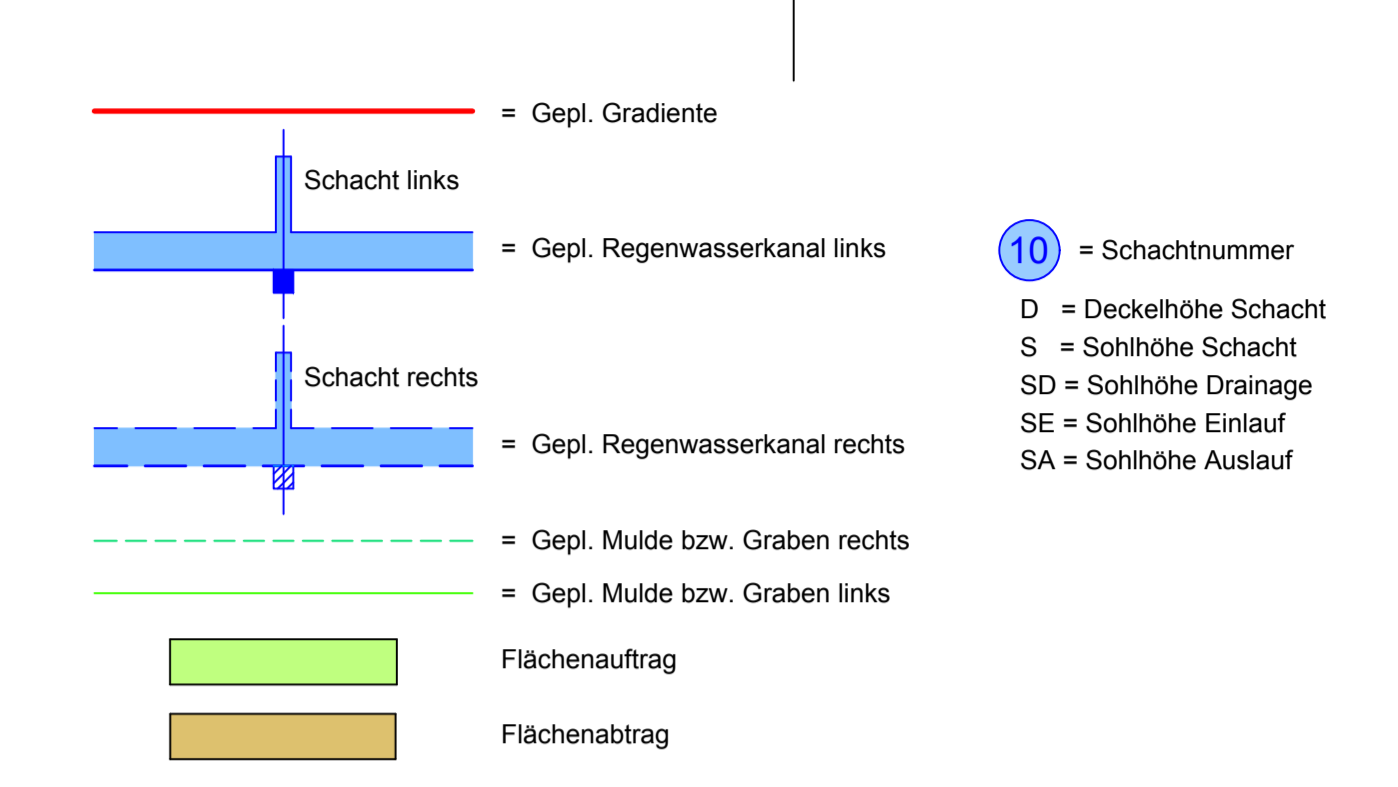 = Gepl. Gradiente
Schacht links
= Gepl. Regenwasserkanal links
Schacht rechts
= Gepl. Regenwasserkanal rechts
= Gepl. Mulde bzw. Graben rechts
= Gepl. Mulde bzw. Graben links
Flächenauftrag
Flächenabtrag
10 = Schachtnummer
D = Deckelhöhe Schacht
S = Sohlhöhe Schacht
SD = Sohlhöhe Drainage
SE = Sohlhöhe Einlauf
SA = Sohlhöhe Auslauf